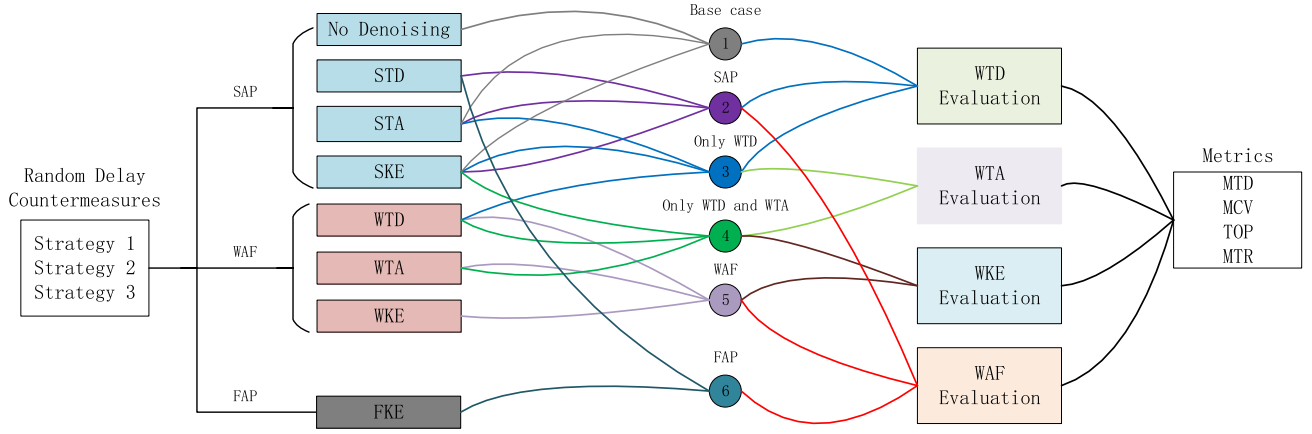 Random Delay
Countermeasures
Strategy 1
Strategy 2
Strategy 3
SAP
WAF
FAP
No Denoising
STD
STA
SKE
WTD
WTA
WKE
FKE
Base case
1
SAP
2
Only WTD
3
Only WTD and WTA
4
WAF
5
FAP
6
WTD
Evaluation
WTA
Evaluation
WKE
Evaluation
WAF
Evaluation
Metrics
MTD
MCV
TOP
MTR